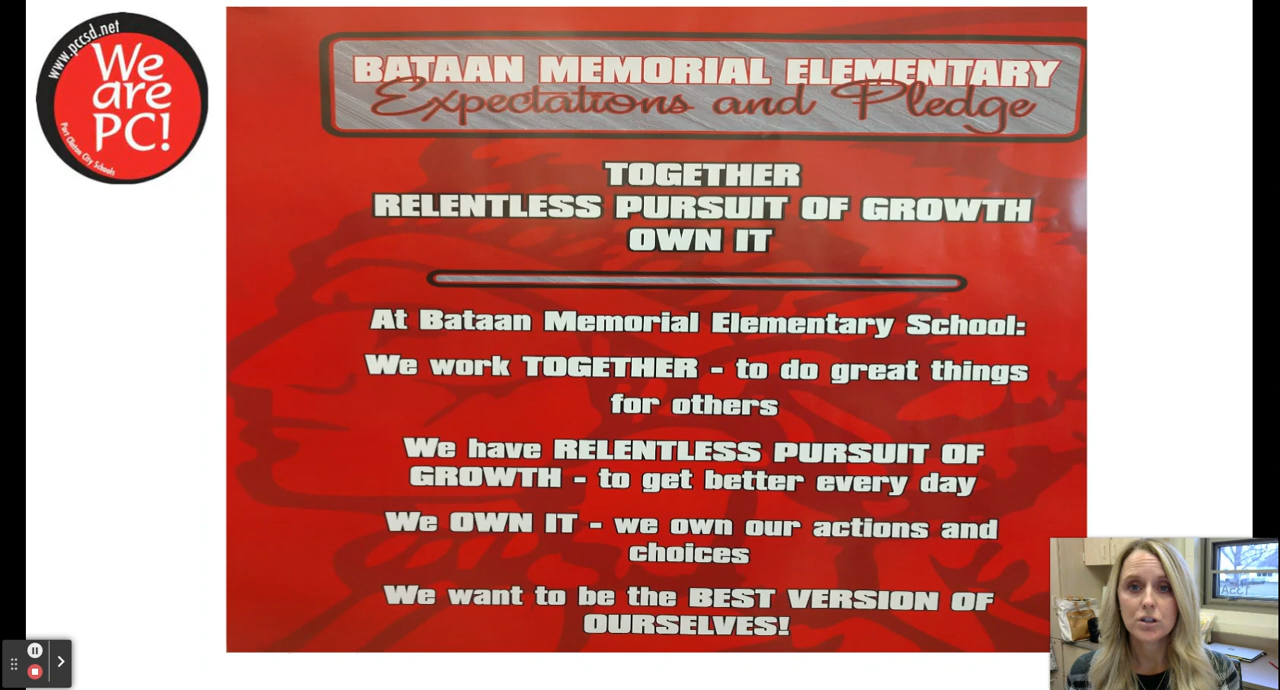 www.pccsd.net
We
are
PC!
Port Clinton City Schools
BATAAN MEMORIAL ELEMENTARY
Expectations and Pledge
TOGETHER
RELENTLESS PURSUIT OF GROWTH
OWN IT
At Bataan Memorial Elementary School:
We work TOGETHER - to do great things
for others
We have RELENTLESS PURSUIT OF
GROWTH - to get better every day
We OWN IT - we own our actions and
choices
We want to be the BEST VERSION OF
OURSELVES!